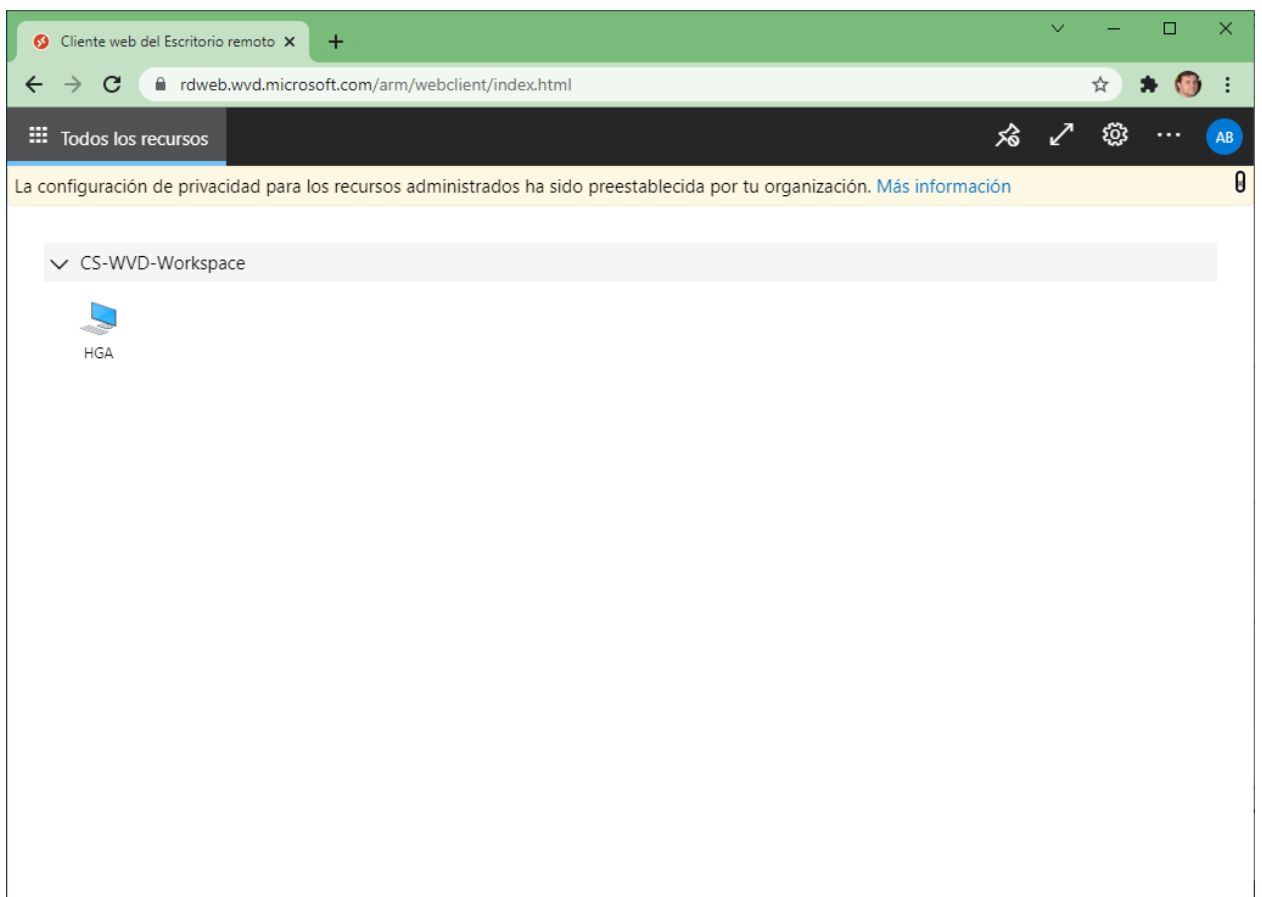 Cliente web del Escritorio remoto
rdweb.wvd.microsoft.com/arm/webclient/index.html
Todos los recursos
AB
La configuración de privacidad para los recursos administrados ha sido preestablecida por tu organización. Más información
CS-WVD-Workspace
HGA